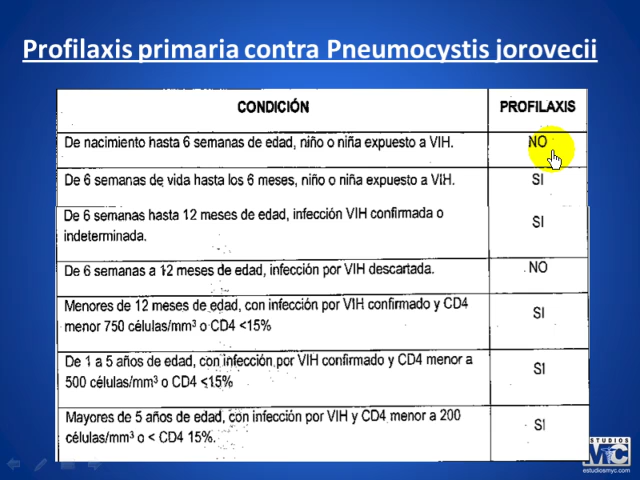 Profilaxis primaria contra Pneumocystis jorovecii
CONDICIÓN PROFILAXIS
De nacimiento hasta 6 semanas de edad, niño o niña expuesto a VIH. NO
De 6 semanas de vida hasta los 6 meses, niño o niña expuesto a VIH. SI
De 6 semanas hasta 12 meses de edad, infección VIH confirmada o
indeterminada. SI
De 6 semanas a 12 meses de edad, infección por VIH descartada. NO
Menores de 12 meses de edad, con infección por VIH confirmado y CD4
menor 750 células/mm³ o CD4 <15% SI
De 1 a 5 años de edad, con infección por VIH confirmado y CD4 menor a
500 células/mm³ o CD4 <15% SI
Mayores de 5 años de edad, con infección por VIH y CD4 menor a 200
células/mm³ o < CD4 15%. SI
ESTUDIOS
MyC
estudiosmyc.com